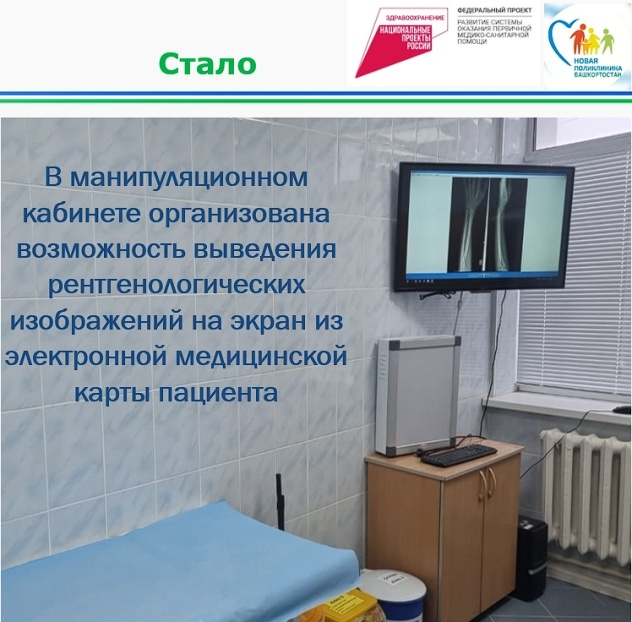 Стало
ЗДРАВООХРАНЕНИЕ
НАЦИОНАЛЬНЫЕ
ПРОЕКТЫ
РОССИИ
ФЕДЕРАЛЬНЫЙ ПРОЕКТ
РАЗВИТИЕ СИСТЕМЫ
ОКАЗАНИЯ ПЕРВИЧНОЙ
МЕДИКО-САНИТАРНОЙ
ПОМОЩИ
НОВАЯ
ПОЛИКЛИНИКА
БАШКОРТОСТАН
В манипуляционном
кабинете организована
возможность выведения
рентгенологических
изображений на экран из
электронной медицинской
карты пациента